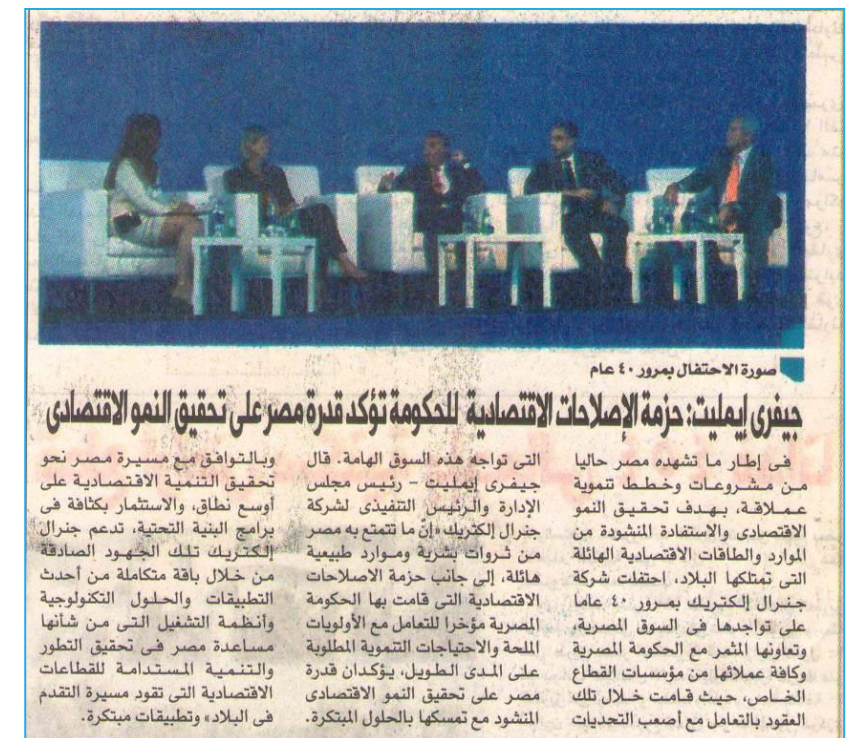 صورة الاحتفال بمرور ٤٠ عام
جيفرى إيمليت: حزمة الإصلاحات الاقتصادية للحكومة تؤكد قدرة مصر على تحقيق النمو الاقتصادى
فى إطار ما تشهده مصر حاليا
من مشروعات وخطط تنموية
عملاقة، بهدف تحقيق النمو
الاقتصادى والاستفادة المنشودة من
الموارد والطاقات الاقتصادية الهائلة
التى تمتلكها البلاد، احتفلت شركة
جنرال إلكتريك بمرور ٤٠ عاما
على تواجدها فى السوق المصرية،
وتعاونها المثمر مع الحكومة المصرية
وكافة عملائها من مؤسسات القطاع
الخاص، حيث قامت خلال تلك
العقود بالتعامل مع أصعب التحديات
التى تواجه هذه السوق الهامة. قال
جيفرى إيمليت - رئيس مجلس
الإدارة والرئيس التنفيذى لشركة
جنرال إلكتريك «إنّ ما تتمتع به مصر
من ثروات بشرية وموارد طبيعية
هائلة، إلى جانب حزمة الاصلاحات
الاقتصادية التى قامت بها الحكومة
المصرية مؤخرا للتعامل مع الأولويات
الملحة والاحتياجات التنموية المطلوبة
على المدى الطويل، يؤكدان قدرة
مصر على تحقيق النمو الاقتصادى
المنشود مع تمسكها بالحلول المبتكرة.
وبالتوافق مع مسيرة مصر نحو
تحقيق التنمية الاقتصادية على
أوسع نطاق، والاستثمار بكثافة فى
برامج البنية التحتية، تدعم جنرال
إلكتريك تلك الجهود الصادقة
من خلال باقة متكاملة من أحدث
التطبيقات والحلول التكنولوجية
وأنظمة التشغيل التى من شأنها
مساعدة مصر فى تحقيق التطور
والتنمية المستدامة للقطاعات
الاقتصادية التى تقود مسيرة التقدم
فى البلاد» وتطبيقات مبتكرة.